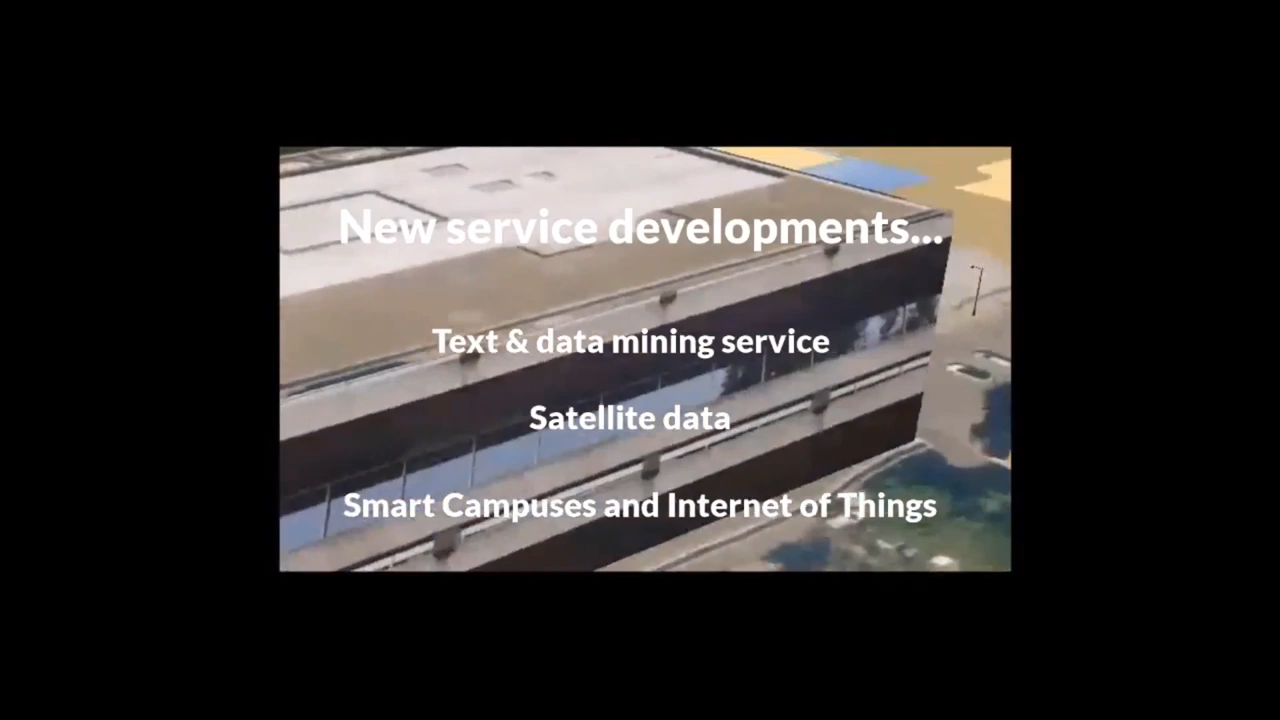 New service developments...
Text & data mining service
Satellite data
Smart Campuses and Internet of Things